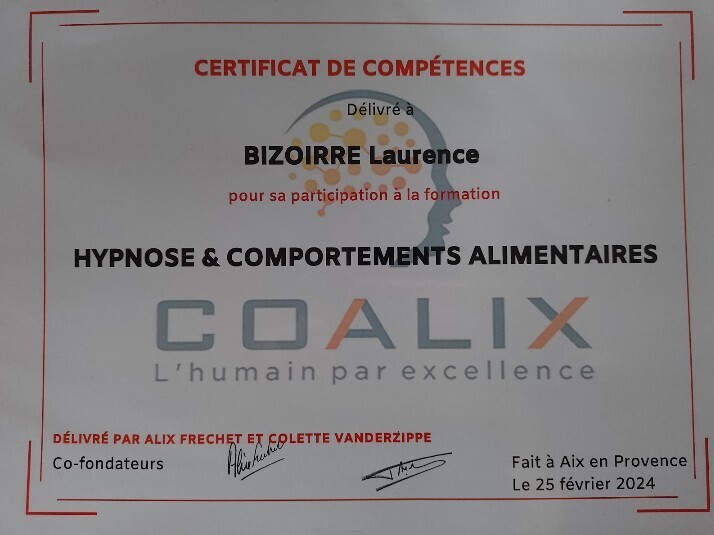 CERTIFICAT DE COMPÉTENCES
Délivré à
BIZOIRRE Laurence
pour sa participation à la formation
HYPNOSE & COMPORTEMENTS ALIMENTAIRES
COALIX
L'humain par excellence
DÉLIVRÉ PAR ALIX FRECHET ET COLETTE VANDERZIPPE
Co-fondateurs
Fait à Aix en Provence
Le 25 février 2024